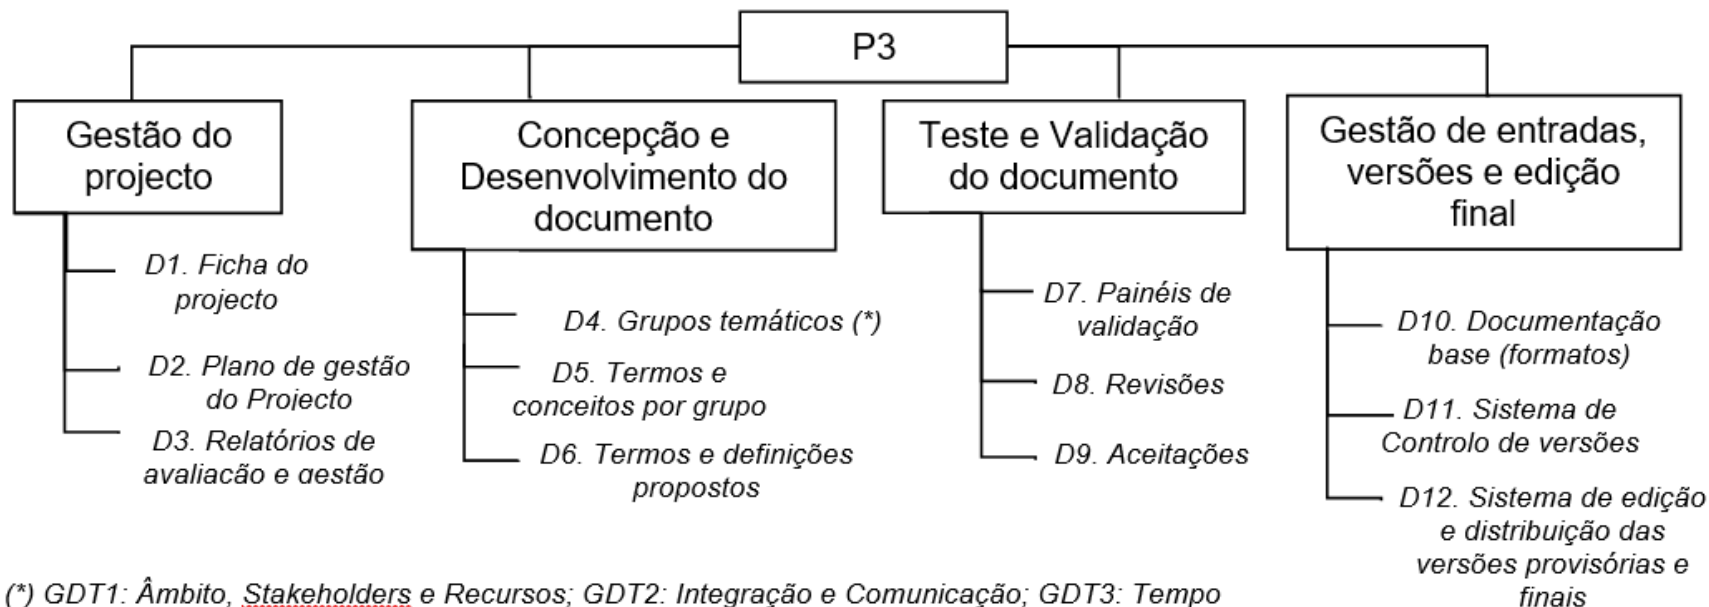 P3
Gestão do
projecto
D1. Ficha do
projecto
D2. Plano de gestão
do Projecto
D3. Relatórios de
avaliação e gestão
Concepção e
Desenvolvimento do
documento
D4. Grupos temáticos (*)
D5. Termos e
conceitos por grupo
D6. Termos e definições
propostos
Teste e Validação
do documento
D7. Painéis de
validação
D8. Revisões
D9. Aceitações
Gestão de entradas,
versões e edição
final
D10. Documentação
base (formatos)
D11. Sistema de
Controlo de versões
D12. Sistema de edição
e distribuição das
versões provisórias e
finais
(*) GDT1: Âmbito, Stakeholders e Recursos; GDT2: Integração e Comunicação; GDT3: Tempo